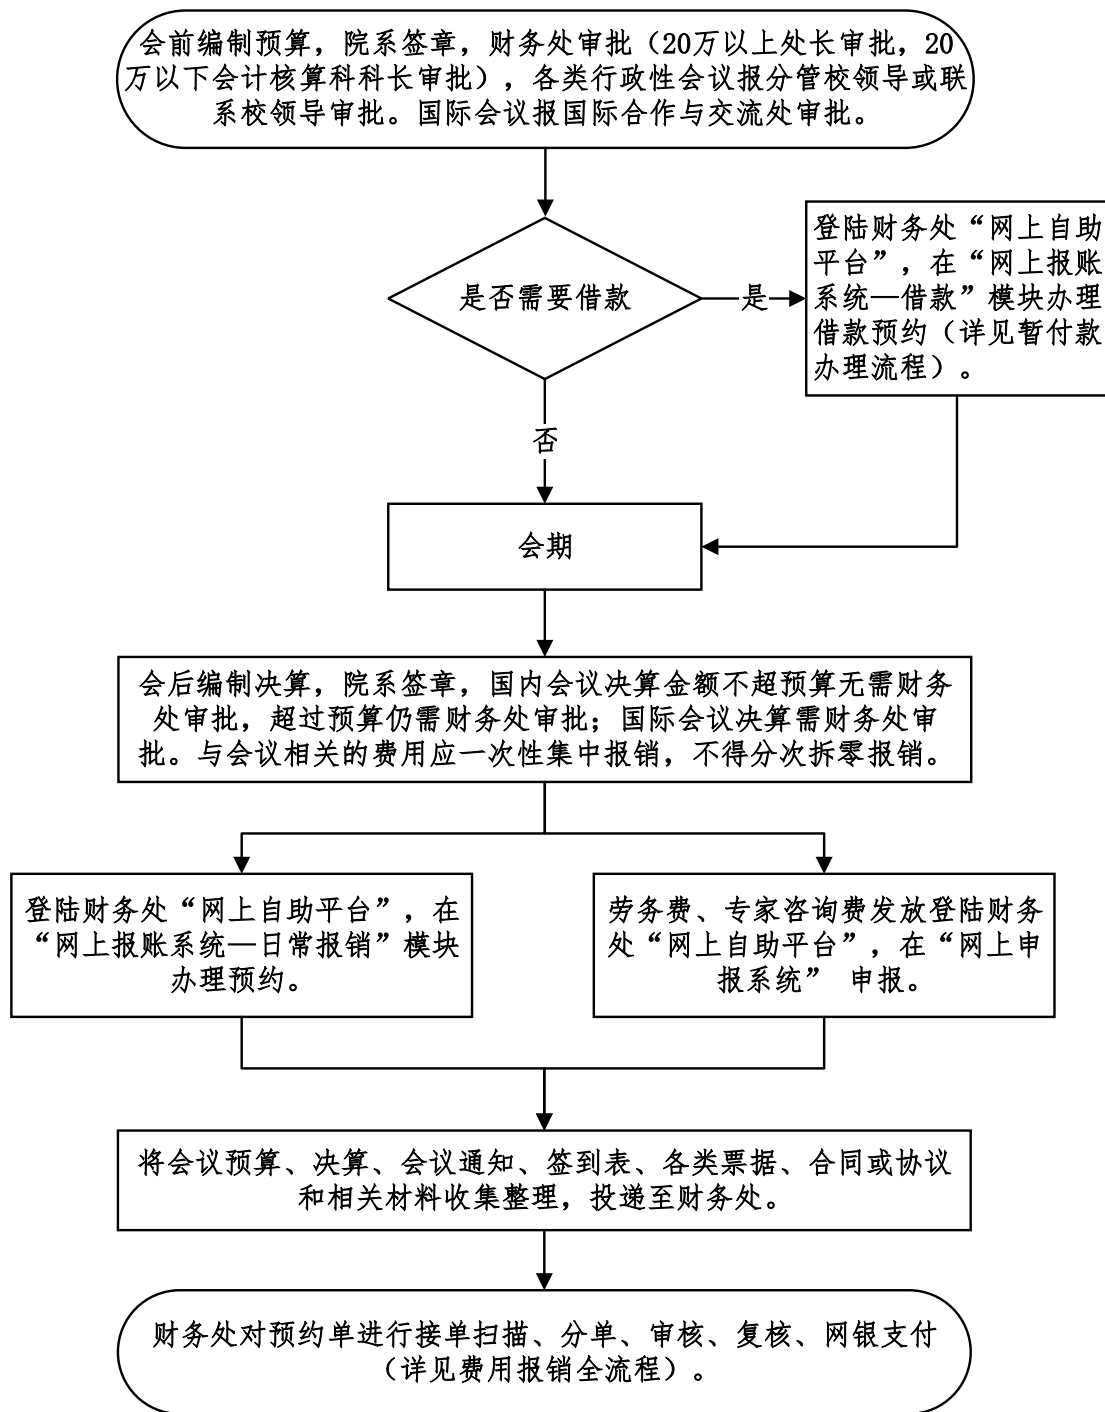 会前编制预算，院系签章，财务处审批（20万以上处长审批，20
万以下会计核算科科长审批），各类行政性会议报分管校领导或联
系校领导审批。国际会议报国际合作与交流处审批。
是否需要借款
是
登陆财务处“网上自助
平台”，在“网上报账
系统—借款”模块办理
借款预约（详见暂付款
办理流程）。
否
会期
会后编制决算，院系签章，国内会议决算金额不超预算无需财务
处审批，超过预算仍需财务处审批；国际会议决算需财务处审
批。与会议相关的费用应一次性集中报销，不得分次拆零报销。
登陆财务处“网上自助平台”，在
“网上报账系统—日常报销”模块
办理预约。
劳务费、专家咨询费发放登陆财务
处“网上自助平台”，在“网上申
报系统” 申报。
将会议预算、决算、会议通知、签到表、各类票据、合同或协议
和相关材料收集整理，投递至财务处。
财务处对预约单进行接单扫描、分单、审核、复核、网银支付
（详见费用报销全流程）。